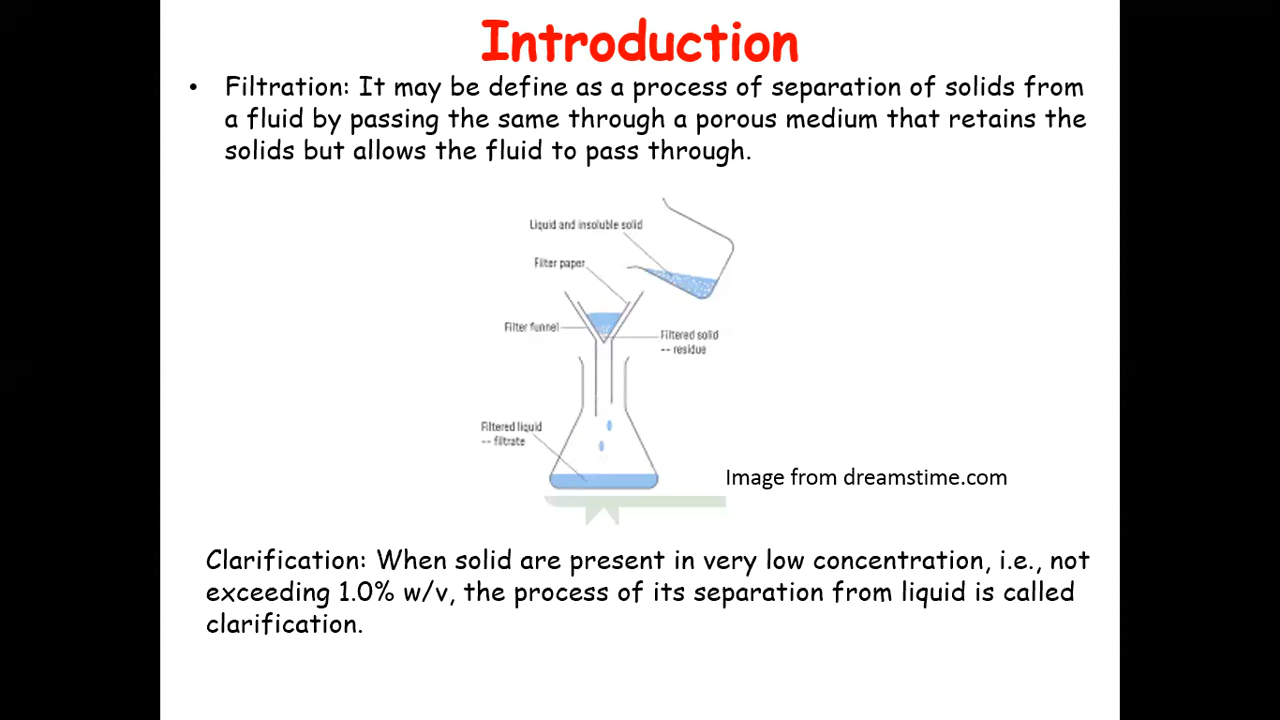 Introduction
• Filtration: It may be define as a process of separation of solids from
a fluid by passing the same through a porous medium that retains the
solids but allows the fluid to pass through.
Liquid and insoluble solid
Filter paper
Filter funnel
Filtered solid
-- residue
Filtered liquid
-- filtrate
Image from dreamstime.com
Clarification: When solid are present in very low concentration, i.e., not
exceeding 1.0% w/v, the process of its separation from liquid is called
clarification.